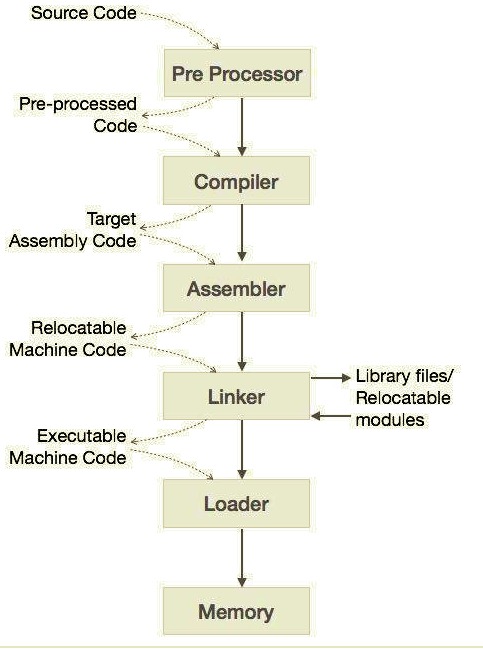 Source Code
Pre Processor
Pre-processed
Code
Compiler
Target
Assembly Code
Assembler
Relocatable
Machine Code
Linker
Library files/
Relocatable
modules
Executable
Machine Code
Loader
Memory